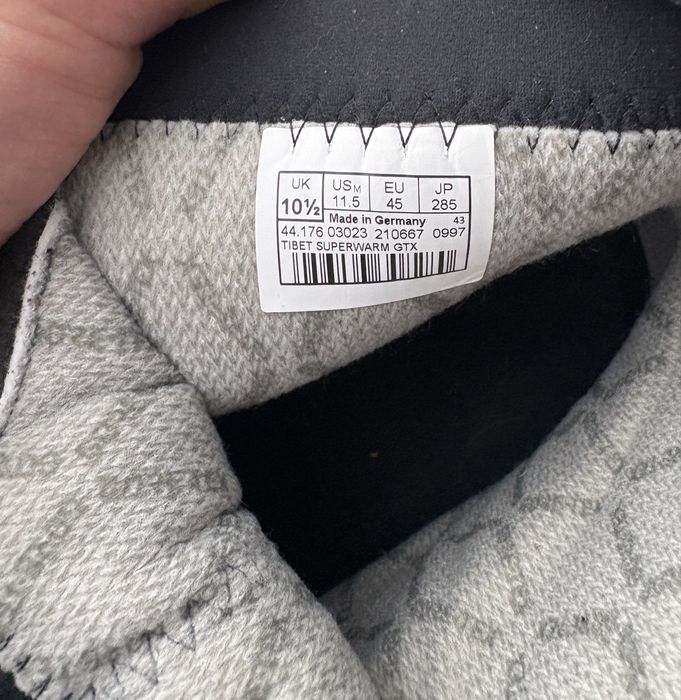 UK USM EU JP
10½ 11.5 45 285
Made in Germany 43
44.176 03023 210667 0997
TIBET SUPERWARM GTX